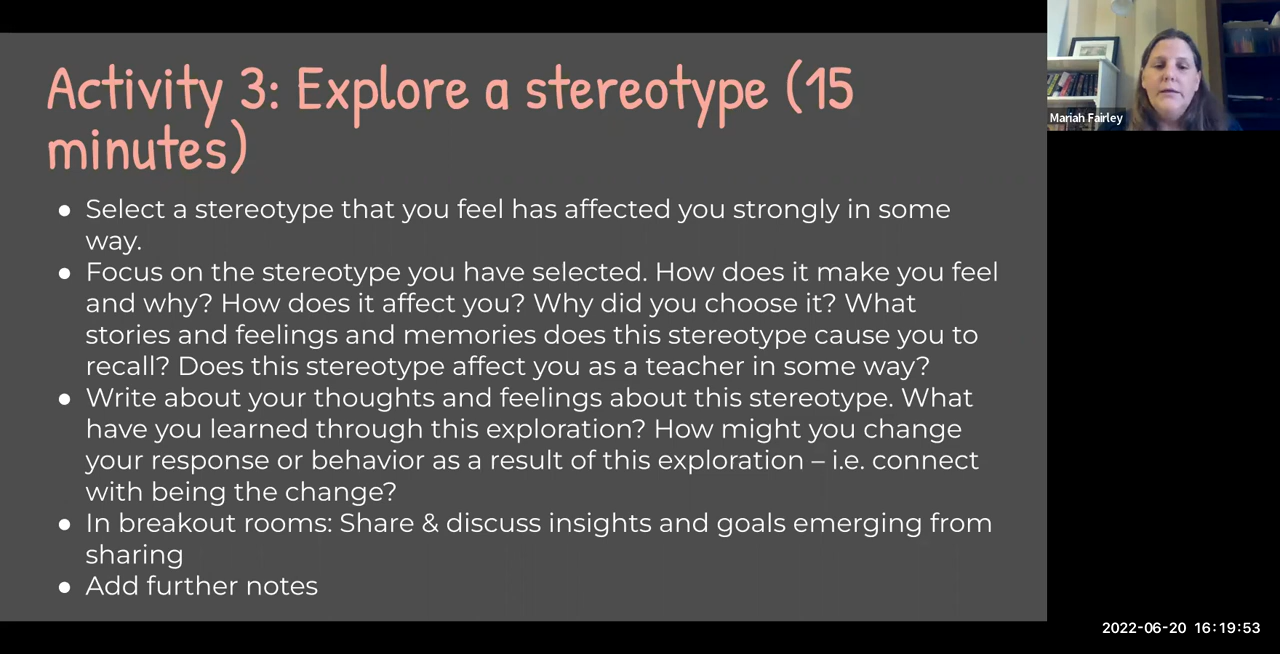 Activity 3: Explore a stereotype (15
minutes)
● Select a stereotype that you feel has affected you strongly in some
way.
● Focus on the stereotype you have selected. How does it make you feel
and why? How does it affect you? Why did you choose it? What
stories and feelings and memories does this stereotype cause you to
recall? Does this stereotype affect you as a teacher in some way?
● Write about your thoughts and feelings about this stereotype. What
have you learned through this exploration? How might you change
your response or behavior as a result of this exploration – i.e. connect
with being the change?
● In breakout rooms: Share & discuss insights and goals emerging from
sharing
● Add further notes
Mariah Fairley
2022-06-20 16:19:53